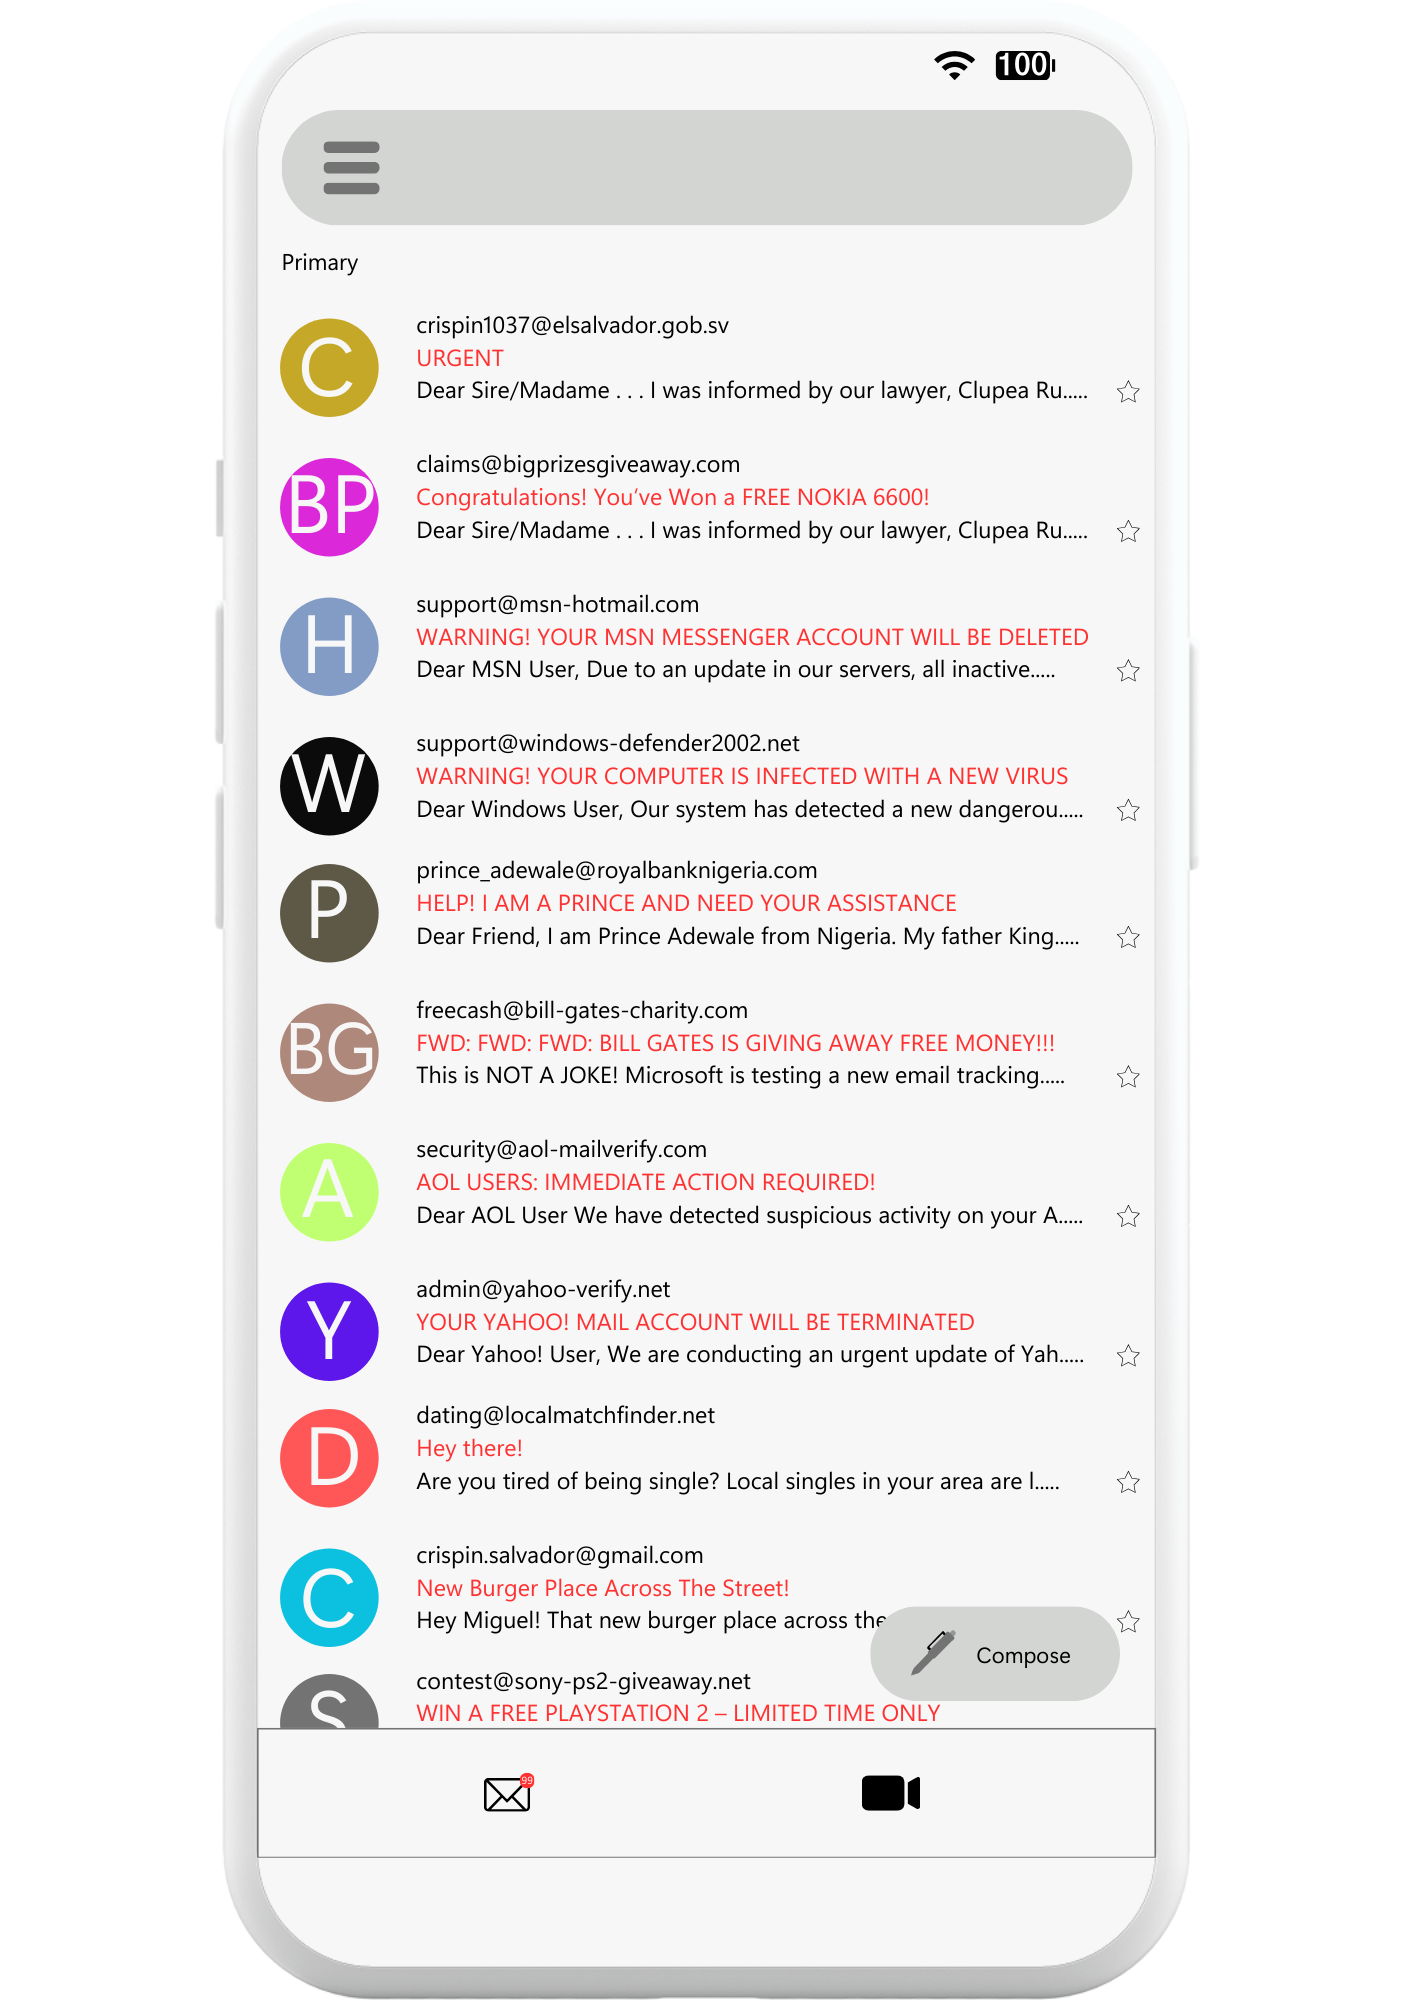 100
Primary
C
crispin1037@elsalvador.gob.sv
URGENT
Dear Sire/Madame . . . I was informed by our lawyer, Clupea Ru.....
BP
claims@bigprizesgiveaway.com
Congratulations! You’ve Won a FREE NOKIA 6600!
Dear Sire/Madame . . . I was informed by our lawyer, Clupea Ru.....
H
support@msn-hotmail.com
WARNING! YOUR MSN MESSENGER ACCOUNT WILL BE DELETED
Dear MSN User, Due to an update in our servers, all inactive.....
W
support@windows-defender2002.net
WARNING! YOUR COMPUTER IS INFECTED WITH A NEW VIRUS
Dear Windows User, Our system has detected a new dangerou.....
P
prince_adewale@royalbanknigeria.com
HELP! I AM A PRINCE AND NEED YOUR ASSISTANCE
Dear Friend, I am Prince Adewale from Nigeria. My father King.....
BG
freecash@bill-gates-charity.com
FWD: FWD: FWD: BILL GATES IS GIVING AWAY FREE MONEY!!!
This is NOT A JOKE! Microsoft is testing a new email tracking.....
A
security@aol-mailverify.com
AOL USERS: IMMEDIATE ACTION REQUIRED!
Dear AOL User We have detected suspicious activity on your A.....
Y
admin@yahoo-verify.net
YOUR YAHOO! MAIL ACCOUNT WILL BE TERMINATED
Dear Yahoo! User, We are conducting an urgent update of Yah.....
D
dating@localmatchfinder.net
Hey there!
Are you tired of being single? Local singles in your area are l.....
C
crispin.salvador@gmail.com
New Burger Place Across The Street!
Hey Miguel! That new burger place across the
Compose
S
contest@sony-ps2-giveaway.net
WIN A FREE PLAYSTATION 2 – LIMITED TIME ONLY
99